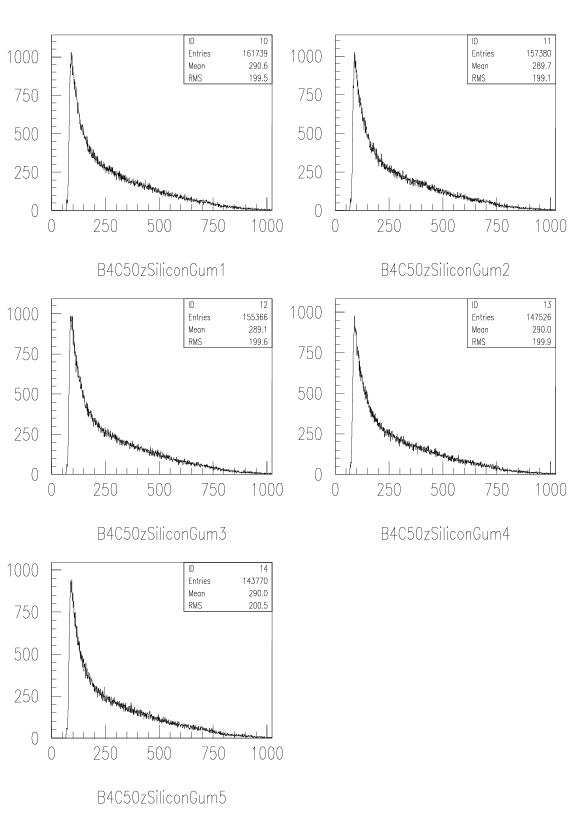 ID 10
Entries 161739
Mean 290.6
RMS 199.5
1000
750
500
250
0
0 250 500 750 1000
B4C50zSiliconGum1
ID 11
Entries 157380
Mean 289.7
RMS 199.1
1000
750
500
250
0
0 250 500 750 1000
B4C50zSiliconGum2
ID 12
Entries 155366
Mean 289.1
RMS 199.6
1000
750
500
250
0
0 250 500 750 1000
B4C50zSiliconGum3
ID 13
Entries 147526
Mean 290.0
RMS 199.9
1000
750
500
250
0
0 250 500 750 1000
B4C50zSiliconGum4
ID 14
Entries 143770
Mean 290.0
RMS 200.5
1000
750
500
250
0
0 250 500 750 1000
B4C50zSiliconGum5